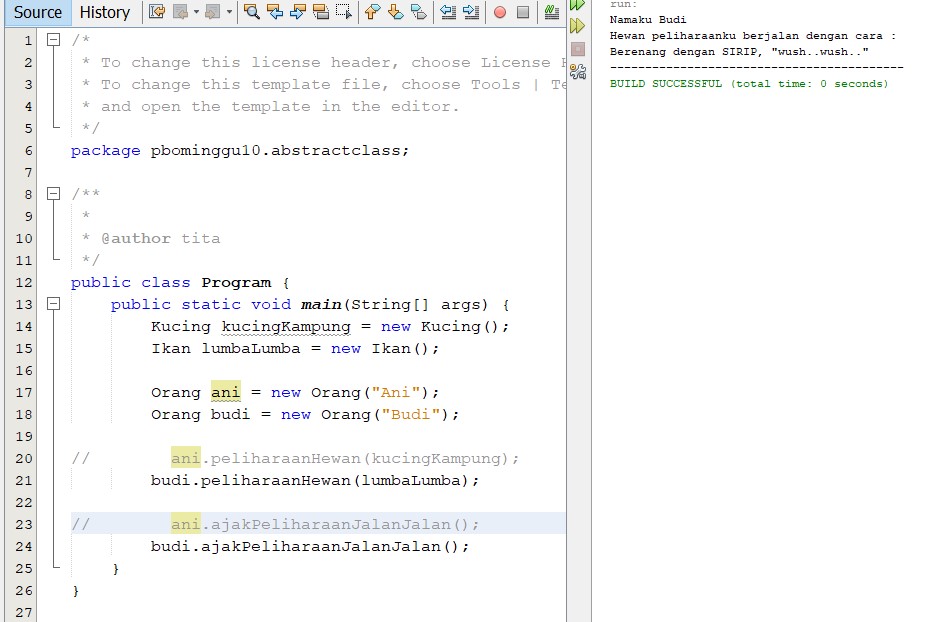 Source History
1 /*
2 * To change this license header, choose License
3 * To change this template file, choose Tools |
4 * and open the template in the editor.
5 */
6 package pbominggu10.abstractclass;
7
8 /**
9 *
10 * @author tita
11 */
12 public class Program {
13 public static void main(String[] args) {
14 Kucing kucingKampung = new Kucing();
15 Ikan lumbaLumba = new Ikan();
16
17 Orang ani = new Orang("Ani");
18 Orang budi = new Orang("Budi");
19
20 // ani.peliharaanHewan(kucingKampung);
21 budi.peliharaanHewan(lumbaLumba);
22
23 // ani.ajakPeliharaanJalanJalan();
24 budi.ajakPeliharaanJalanJalan();
25 }
26 }
27
run:
Namaku Budi
Hewan peliharaanku berjalan dengan cara :
Berenang dengan SIRIP, "wush..wush.."
------------------------------------------
BUILD SUCCESSFUL (total time: 0 seconds)